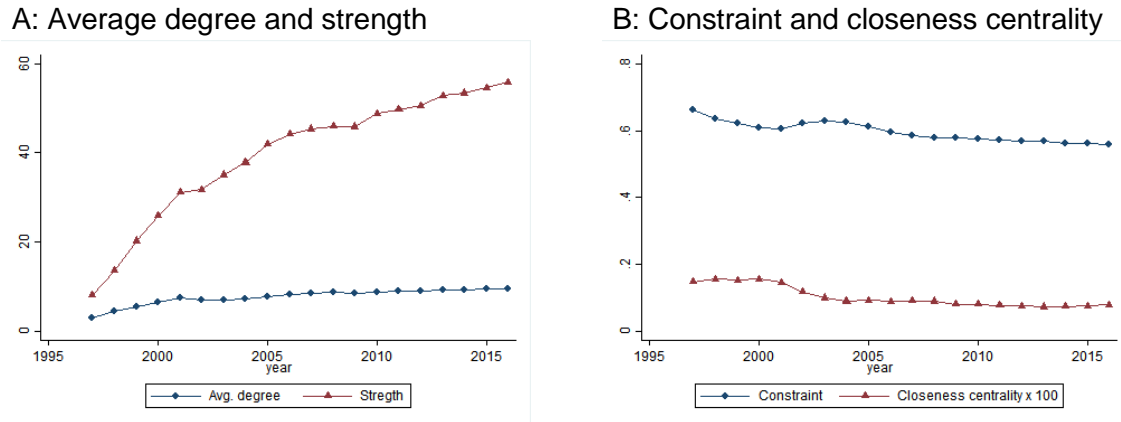 A: Average degree and strength
60
40
20
0
1995 2000 2005 2010 2015
year
Avg. degree Stregth
B: Constraint and closeness centrality
.8
.6
.4
.2
0
1995 2000 2005 2010 2015
year
Constraint Closeness centrality x 100